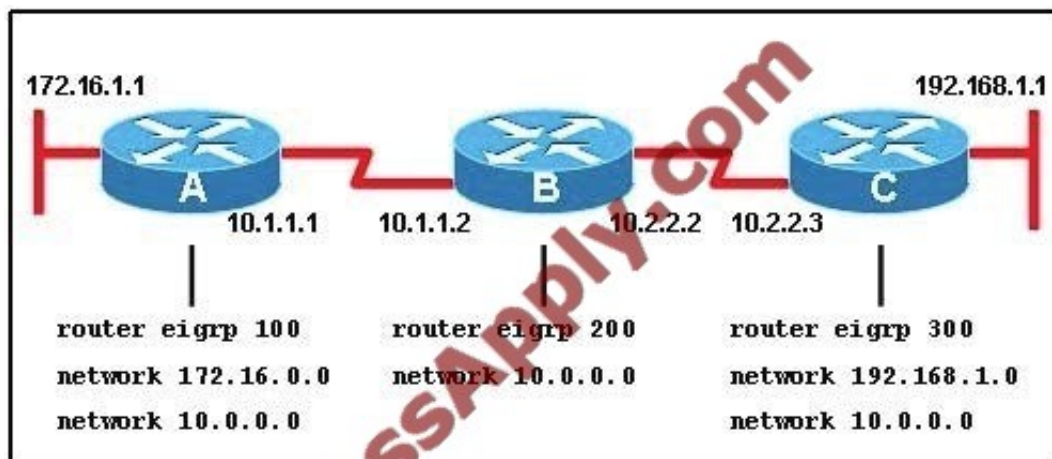 172.16.1.1
192.168.1.1
A
B
C
10.1.1.1
10.1.1.2
10.2.2.2
10.2.2.3
router eigrp 100
network 172.16.0.0
network 10.0.0.0
router eigrp 200
network 10.0.0.0
router eigrp 300
network 192.168.1.0
network 10.0.0.0
ssApply.com